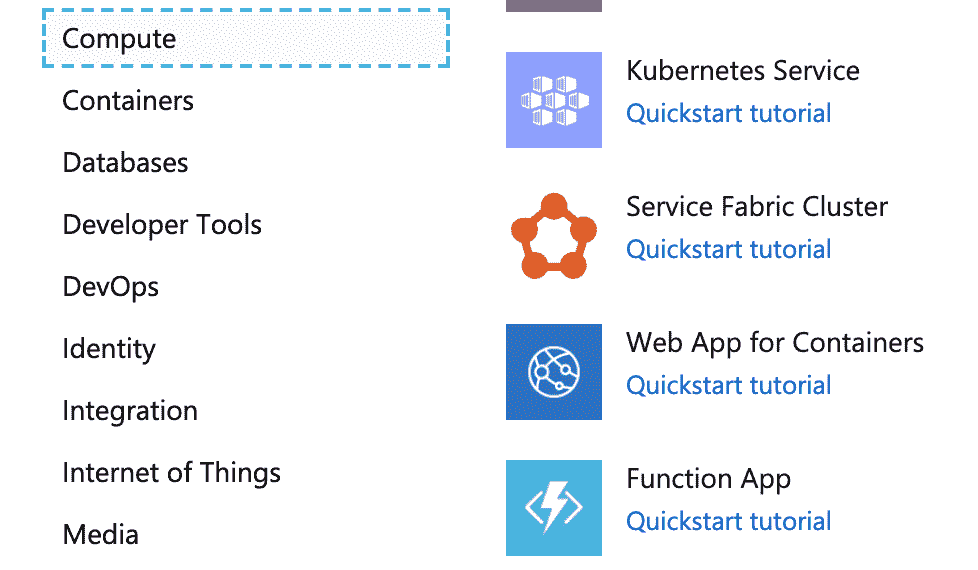 Compute
Containers
Databases
Developer Tools
DevOps
Identity
Integration
Internet of Things
Media
Kubernetes Service
Quickstart tutorial
Service Fabric Cluster
Quickstart tutorial
Web App for Containers
Quickstart tutorial
Function App
Quickstart tutorial